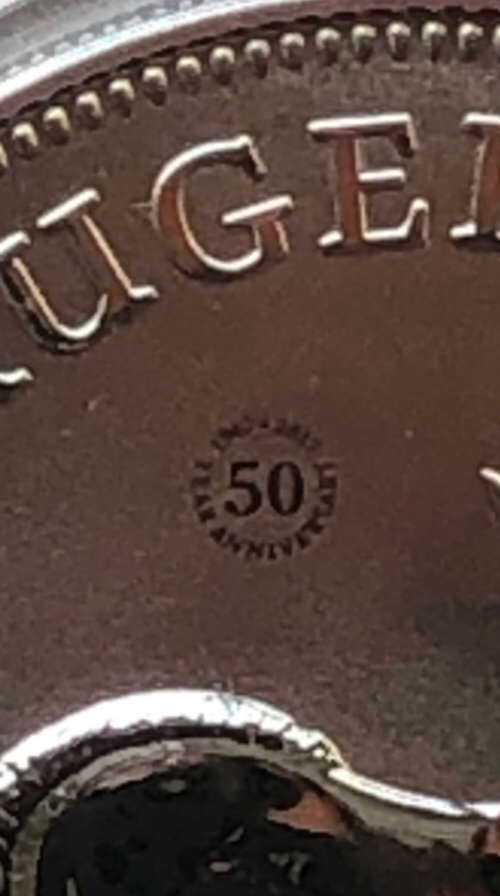 UGE
1967 • 2017
50
YEAR ANNIVERSARY